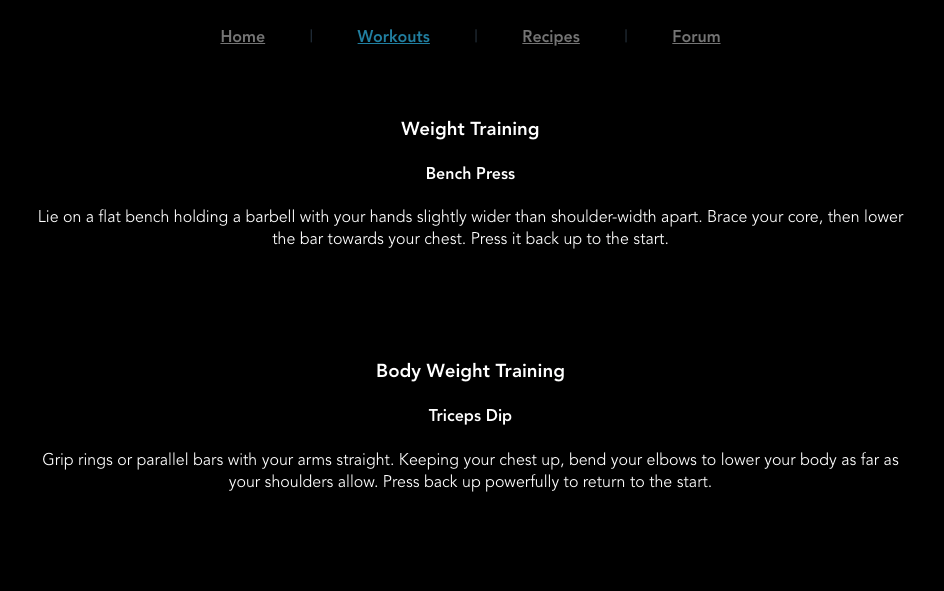 Home | Workouts | Recipes | Forum
Weight Training
Bench Press
Lie on a flat bench holding a barbell with your hands slightly wider than shoulder-width apart. Brace your core, then lower
the bar towards your chest. Press it back up to the start.
Body Weight Training
Triceps Dip
Grip rings or parallel bars with your arms straight. Keeping your chest up, bend your elbows to lower your body as far as
your shoulders allow. Press back up powerfully to return to the start.